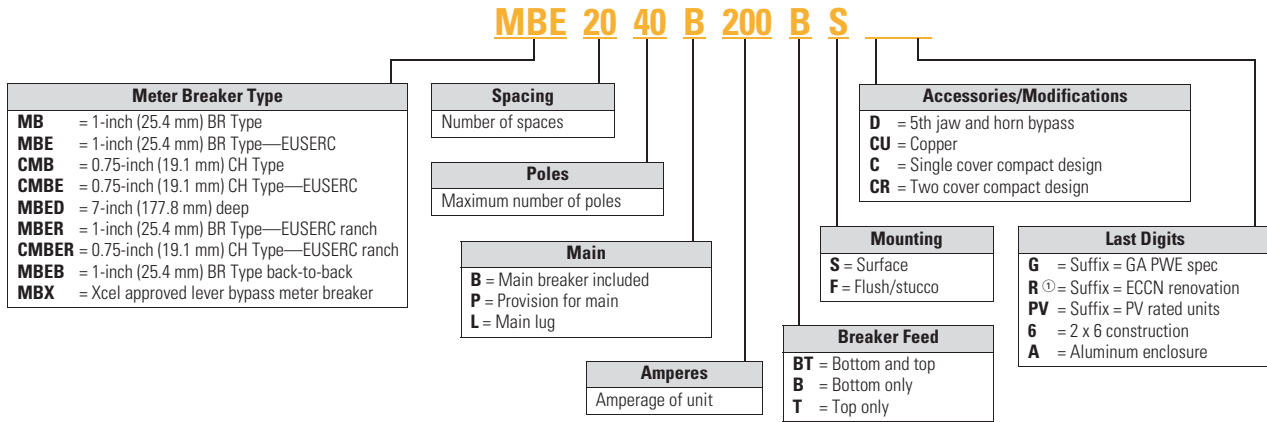 MBE 20 40 B 200 B S
Meter Breaker Type
MB = 1-inch (25.4 mm) BR Type
MBE = 1-inch (25.4 mm) BR Type—EUSERC
CMB = 0.75-inch (19.1 mm) CH Type
CMBE = 0.75-inch (19.1 mm) CH Type—EUSERC
MBED = 7-inch (177.8 mm) deep
MBER = 1-inch (25.4 mm) BR Type—EUSERC ranch
CMBER = 0.75-inch (19.1 mm) CH Type—EUSERC ranch
MBEB = 1-inch (25.4 mm) BR Type back-to-back
MBX = Xcel approved lever bypass meter breaker
Spacing
Number of spaces
Poles
Maximum number of poles
Main
B = Main breaker included
P = Provision for main
L = Main lug
Amperes
Amperage of unit
Breaker Feed
BT = Bottom and top
B = Bottom only
T = Top only
Mounting
S = Surface
F = Flush/stucco
Accessories/Modifications
D = 5th jaw and horn bypass
CU = Copper
C = Single cover compact design
CR = Two cover compact design
Last Digits
G = Suffix = GA PWE spec
R ① = Suffix = ECCN renovation
PV = Suffix = PV rated units
6 = 2 x 6 construction
A = Aluminum enclosure